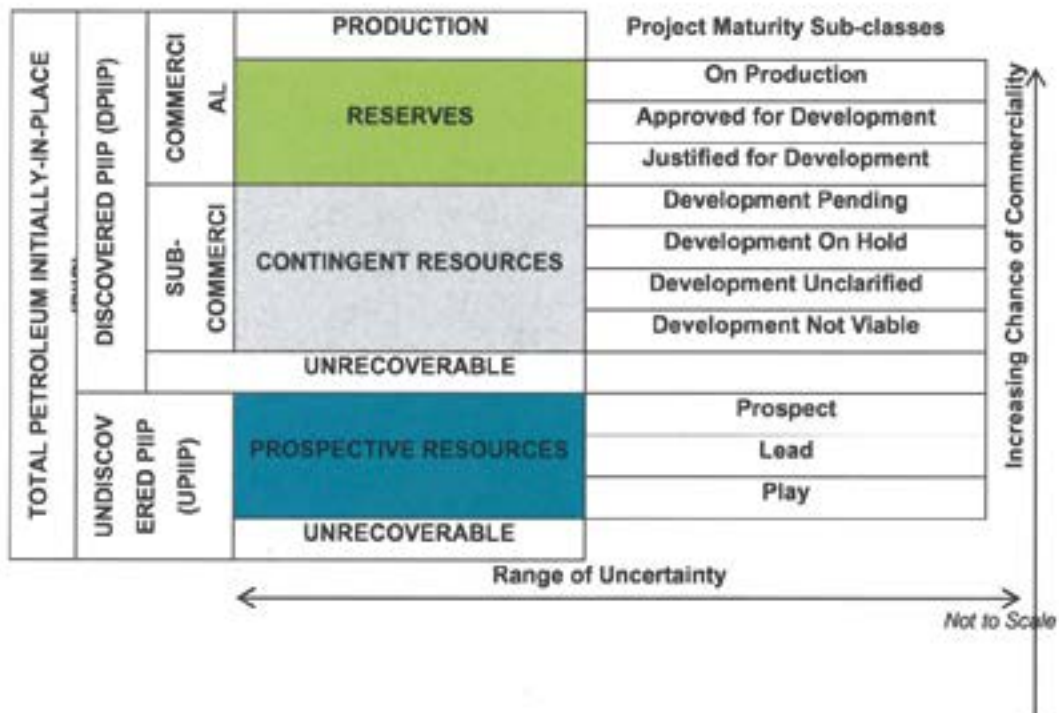 TOTAL PETROLEUM INITIALLY-IN-PLACE
DISCOVERED PIIP (DPIIP)
COMMERCI
AL
SUB-
COMMERCI
UNDISCOV
ERED PIIP
(UPIIP)
PRODUCTION
Project Maturity Sub-classes
RESERVES
On Production
Approved for Development
Justified for Development
CONTINGENT RESOURCES
Development Pending
Development On Hold
Development Unclarified
Development Not Viable
UNRECOVERABLE
PROSPECTIVE RESOURCES
Prospect
Lead
Play
UNRECOVERABLE
Increasing Chance of Commerciality
Range of Uncertainty
Not to Scale